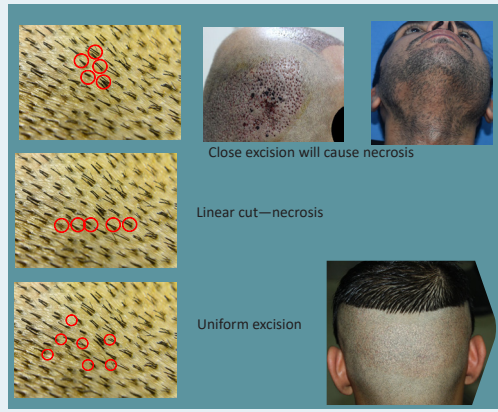 Close excision will cause necrosis
Linear cut—necrosis
Uniform excision